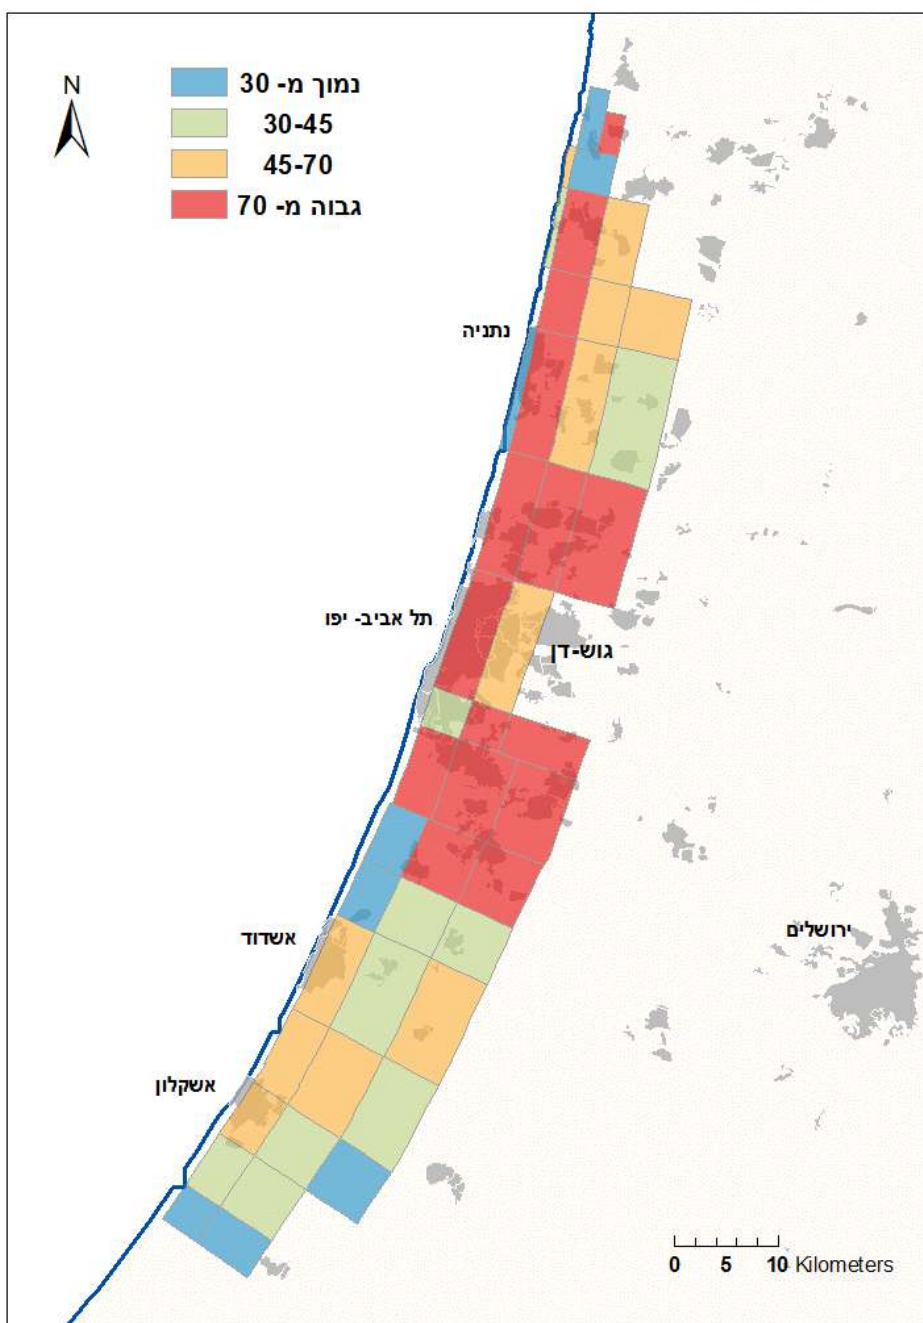 N
נמוך מ- 30
30-45
45-70
גבוה מ- 70
נתניה
תל אביב- יפו
גוש-דן
ירושלים
אשדוד
אשקלון
0 5 10 Kilometers